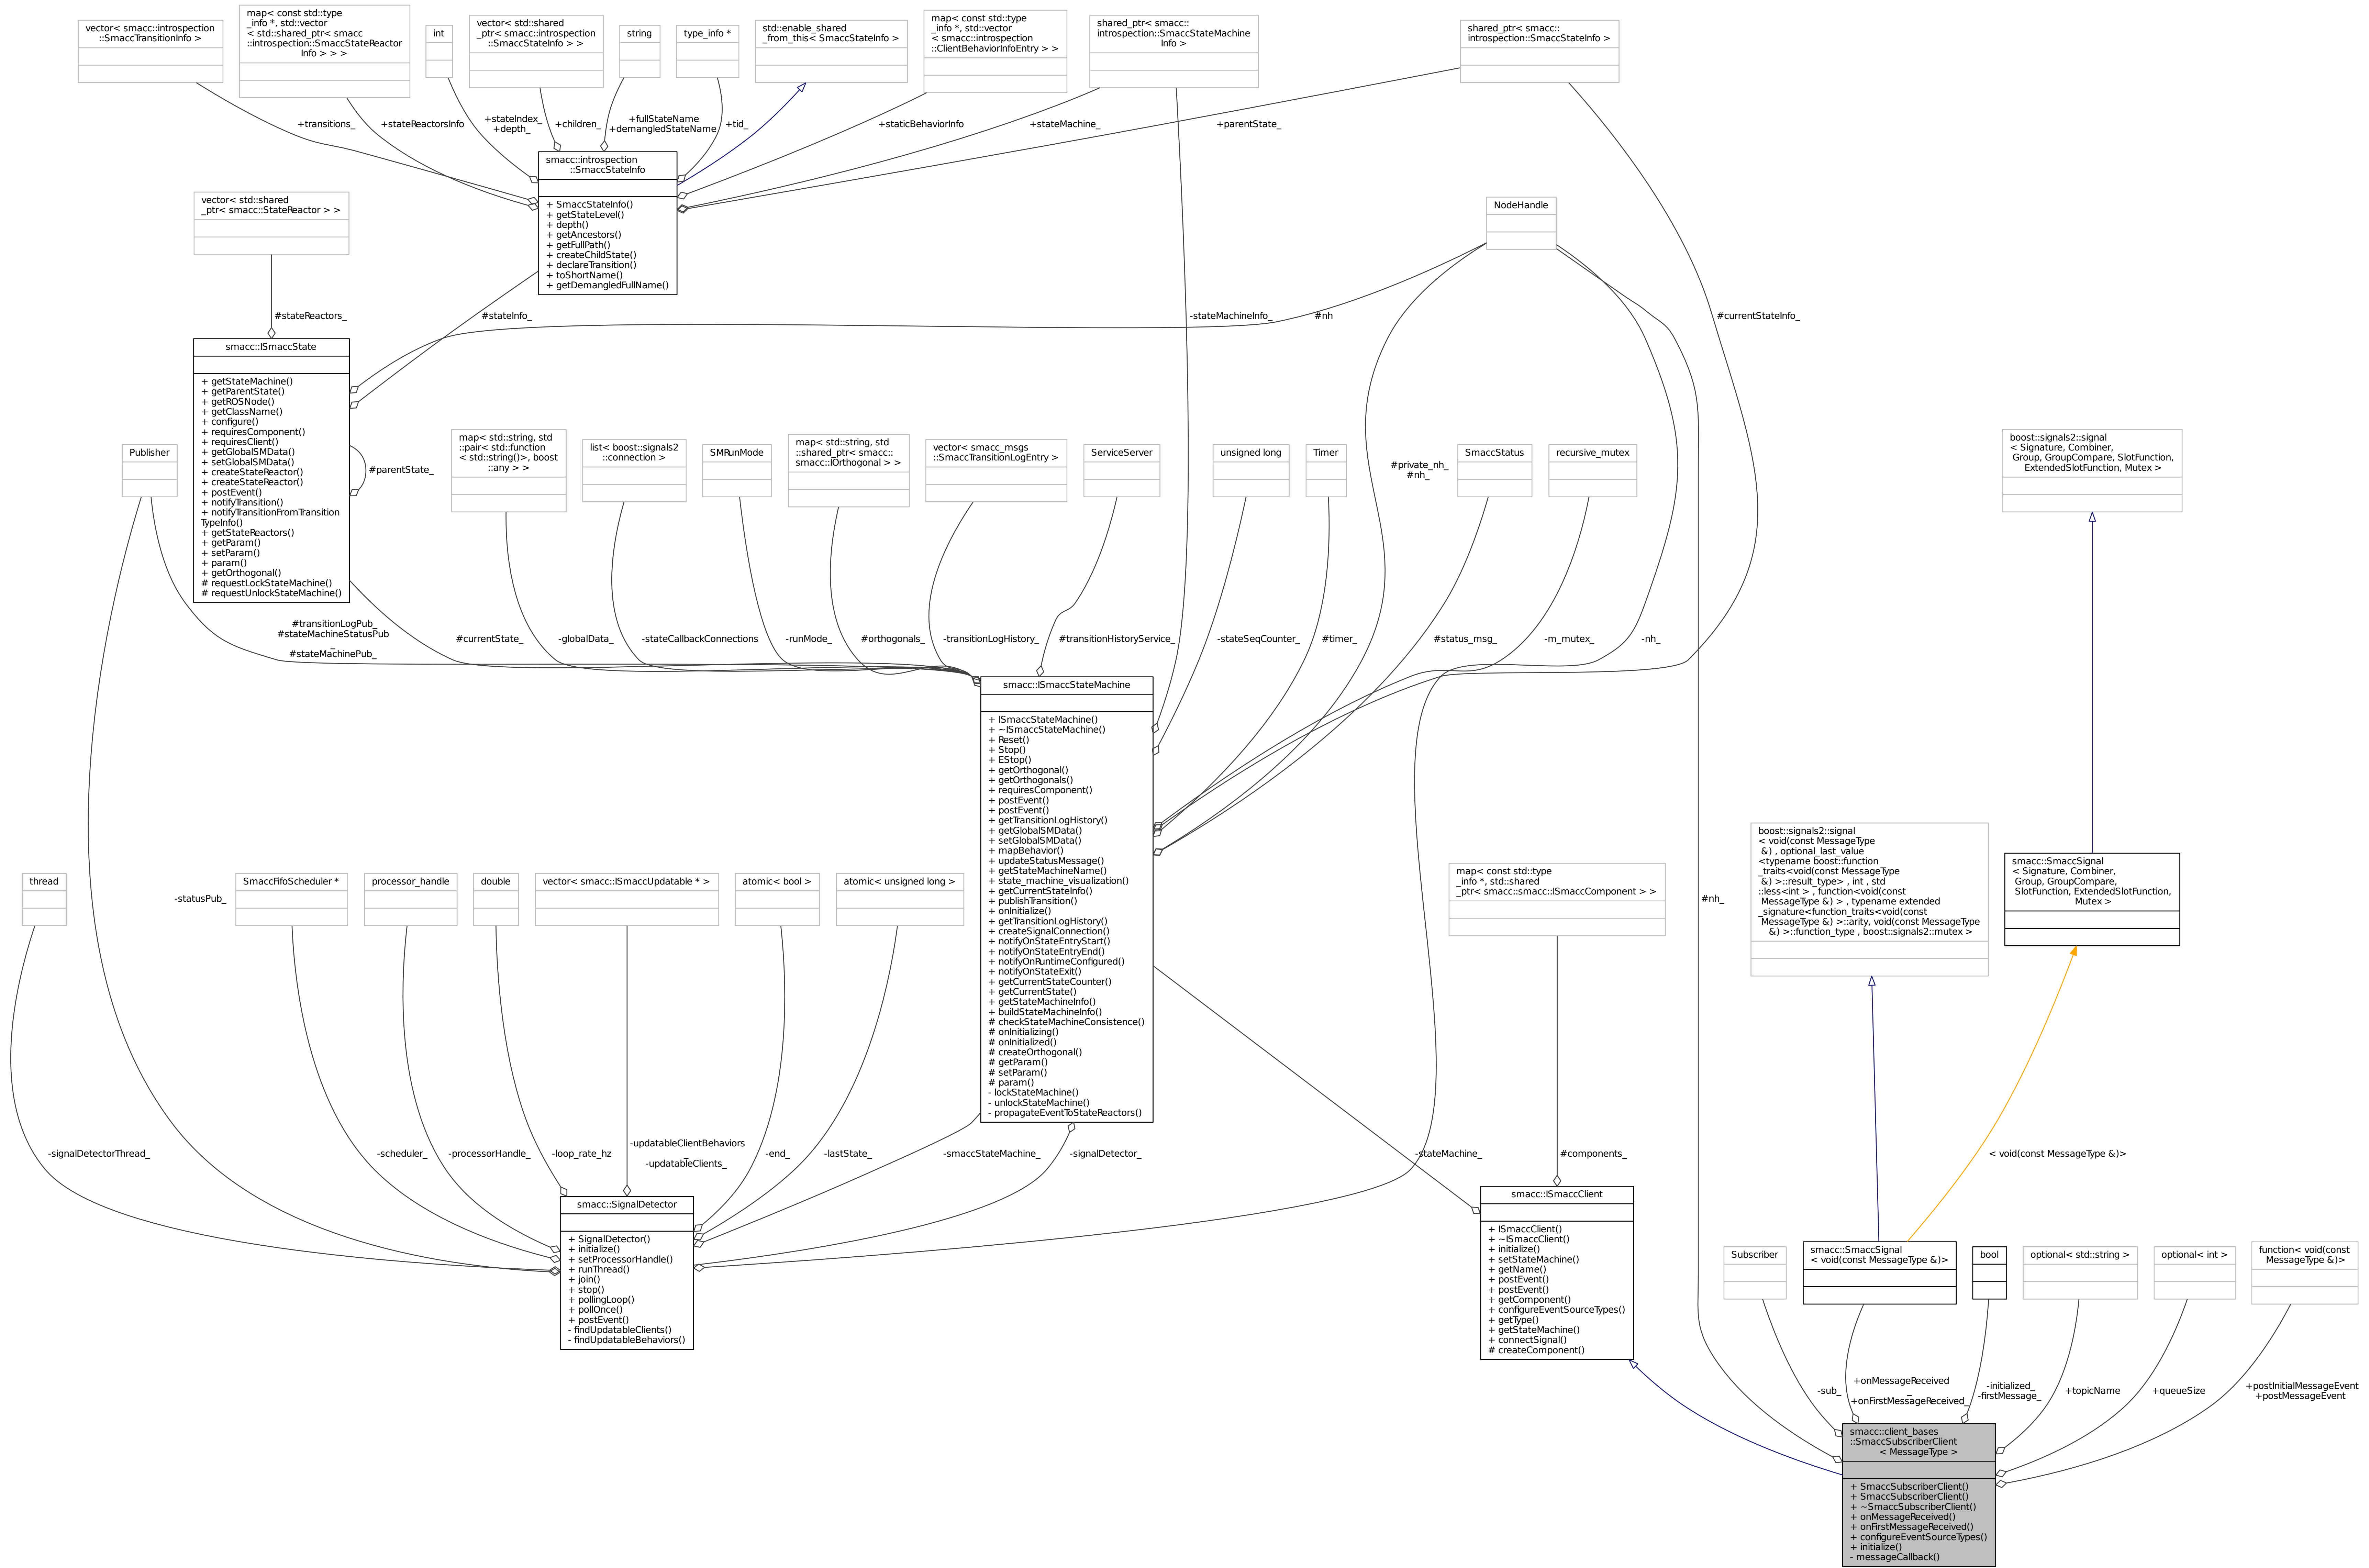 vector< smacc::introspection
::SmaccTransitionInfo >
map< const std::type
_info *, std::vector
< std::shared_ptr< smacc
::introspection::SmaccStateReactor
Info > > >
int
vector< std::shared
_ptr< smacc::introspection
::SmaccStateInfo > >
string
type_info *
std::enable_shared
_from_this< SmaccStateInfo >
map< const std::type
_info *, std::vector
< smacc::introspection
::ClientBehaviorInfoEntry > >
shared_ptr< smacc::
introspection::SmaccStateMachine
Info >
shared_ptr< smacc::
introspection::SmaccStateInfo >
+transitions_
+stateReactorsInfo
+stateIndex_
+depth_
+children_
+fullStateName
+demangledStateName
+tid_
+staticBehaviorInfo
+stateMachine_
+parentState_
smacc::introspection
::SmaccStateInfo
+ SmaccStateInfo()
+ getStateLevel()
+ depth()
+ getAncestors()
+ getFullPath()
+ createChildState()
+ declareTransition()
+ toShortName()
+ getDemangledFullName()
vector< std::shared
_ptr< smacc::StateReactor > >
NodeHandle
#stateReactors_
#stateInfo_
-stateMachineInfo_
#nh
#currentStateInfo_
smacc::ISmaccState
+ getStateMachine()
+ getParentState()
+ getROSNode()
+ getClassName()
+ configure()
+ requiresComponent()
+ requiresClient()
+ getGlobalSMData()
+ setGlobalSMData()
+ createStateReactor()
+ createStateReactor()
+ postEvent()
+ notifyTransition()
+ notifyTransitionFromTransition
TypeInfo()
+ getStateReactors()
+ getParam()
+ setParam()
+ param()
+ getOrthogonal()
# requestLockStateMachine()
# requestUnlockStateMachine()
#parentState_
Publisher
map< std::string, std
::pair< std::function
< std::string()>, boost
::any > >
list< boost::signals2
::connection >
SMRunMode
map< std::string, std
::shared_ptr< smacc::
smacc::IOrthogonal > >
vector< smacc_msgs
::SmaccTransitionLogEntry >
ServiceServer
unsigned long
Timer
#private_nh_
#nh_
SmaccStatus
recursive_mutex
boost::signals2::signal
< Signature, Combiner,
Group, GroupCompare, SlotFunction,
ExtendedSlotFunction, Mutex >
#transitionLogPub_
#stateMachineStatusPub
_
#stateMachinePub_
#currentState_
-globalData_
-stateCallbackConnections
-runMode_
#orthogonals_
-transitionLogHistory_
#transitionHistoryService_
-stateSeqCounter_
#timer_
#status_msg_
-m_mutex_
-nh_
smacc::ISmaccStateMachine
+ ISmaccStateMachine()
+ ~ISmaccStateMachine()
+ Reset()
+ Stop()
+ EStop()
+ getOrthogonal()
+ getOrthogonals()
+ requiresComponent()
+ postEvent()
+ postEvent()
+ getTransitionLogHistory()
+ getGlobalSMData()
+ setGlobalSMData()
+ mapBehavior()
+ updateStatusMessage()
+ getStateMachineName()
+ state_machine_visualization()
+ getCurrentStateInfo()
+ publishTransition()
+ onInitialize()
+ getTransitionLogHistory()
+ createSignalConnection()
+ notifyOnStateEntryStart()
+ notifyOnStateEntryEnd()
+ notifyOnRuntimeConfigured()
+ notifyOnStateExit()
+ getCurrentStateCounter()
+ getCurrentState()
+ getStateMachineInfo()
+ buildStateMachineInfo()
# checkStateMachineConsistence()
# onInitializing()
# onInitialized()
# createOrthogonal()
# getParam()
# setParam()
# param()
- lockStateMachine()
- unlockStateMachine()
- propagateEventToStateReactors()
thread
-statusPub_
SmaccFifoScheduler *
processor_handle
double
vector< smacc::ISmaccUpdatable * >
atomic< bool >
atomic< unsigned long >
map< const std::type
_info *, std::shared
_ptr< smacc::smacc::ISmaccComponent > >
#nh_
boost::signals2::signal
< void(const MessageType
&) , optional_last_value
<typename boost::function
_traits<void(const MessageType
&) >::result_type> , int , std
::less<int > , function<void(const
MessageType &) > , typename extended
_signature<function_traits<void(const
MessageType &) >::arity, void(const MessageType
&) >::function_type , boost::signals2::mutex >
smacc::SmaccSignal
< Signature, Combiner,
Group, GroupCompare,
SlotFunction, ExtendedSlotFunction,
Mutex >
-signalDetectorThread_
-scheduler_
-processorHandle_
-loop_rate_hz
-updatableClientBehaviors
_
-updatableClients_
-end_
-lastState_
-smaccStateMachine_
-signalDetector_
-stateMachine_
#components_
< void(const MessageType &)>
smacc::SignalDetector
+ SignalDetector()
+ initialize()
+ setProcessorHandle()
+ runThread()
+ join()
+ stop()
+ pollingLoop()
+ pollOnce()
+ postEvent()
- findUpdatableClients()
- findUpdatableBehaviors()
smacc::ISmaccClient
+ ISmaccClient()
+ ~ISmaccClient()
+ initialize()
+ setStateMachine()
+ getName()
+ postEvent()
+ postEvent()
+ getComponent()
+ configureEventSourceTypes()
+ getType()
+ getStateMachine()
+ connectSignal()
# createComponent()
Subscriber
smacc::SmaccSignal
< void(const MessageType &)>
bool
optional< std::string >
optional< int >
function< void(const
MessageType &)>
-sub_
+onMessageReceived
_
+onFirstMessageReceived_
-initialized_
-firstMessage_
+topicName
+queueSize
+postInitialMessageEvent
+postMessageEvent
smacc::client_bases
::SmaccSubscriberClient
< MessageType >
+ SmaccSubscriberClient()
+ SmaccSubscriberClient()
+ ~SmaccSubscriberClient()
+ onMessageReceived()
+ onFirstMessageReceived()
+ configureEventSourceTypes()
+ initialize()
- messageCallback()